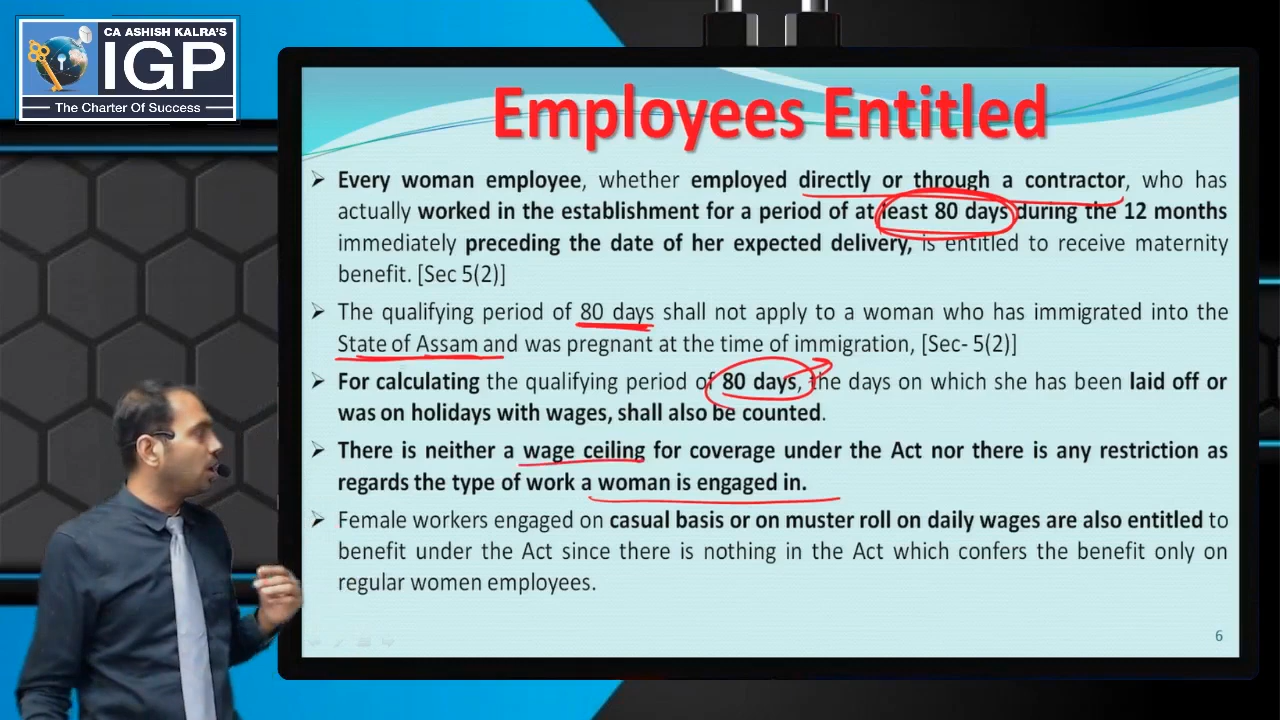 CA ASHISH KALRA'S
IGP
The Charter Of Success
Employees Entitled
➢ Every woman employee, whether employed directly or through a contractor, who has
actually worked in the establishment for a period of at least 80 days during the 12 months
immediately preceding the date of her expected delivery, is entitled to receive maternity
benefit. [Sec 5(2)]
➢ The qualifying period of 80 days shall not apply to a woman who has immigrated into the
State of Assam and was pregnant at the time of immigration, [Sec- 5(2)]
➢ For calculating the qualifying period of 80 days, the days on which she has been laid off or
was on holidays with wages, shall also be counted.
➢ There is neither a wage ceiling for coverage under the Act nor there is any restriction as
regards the type of work a woman is engaged in.
➢ Female workers engaged on casual basis or on muster roll on daily wages are also entitled to
benefit under the Act since there is nothing in the Act which confers the benefit only on
regular women employees.
6